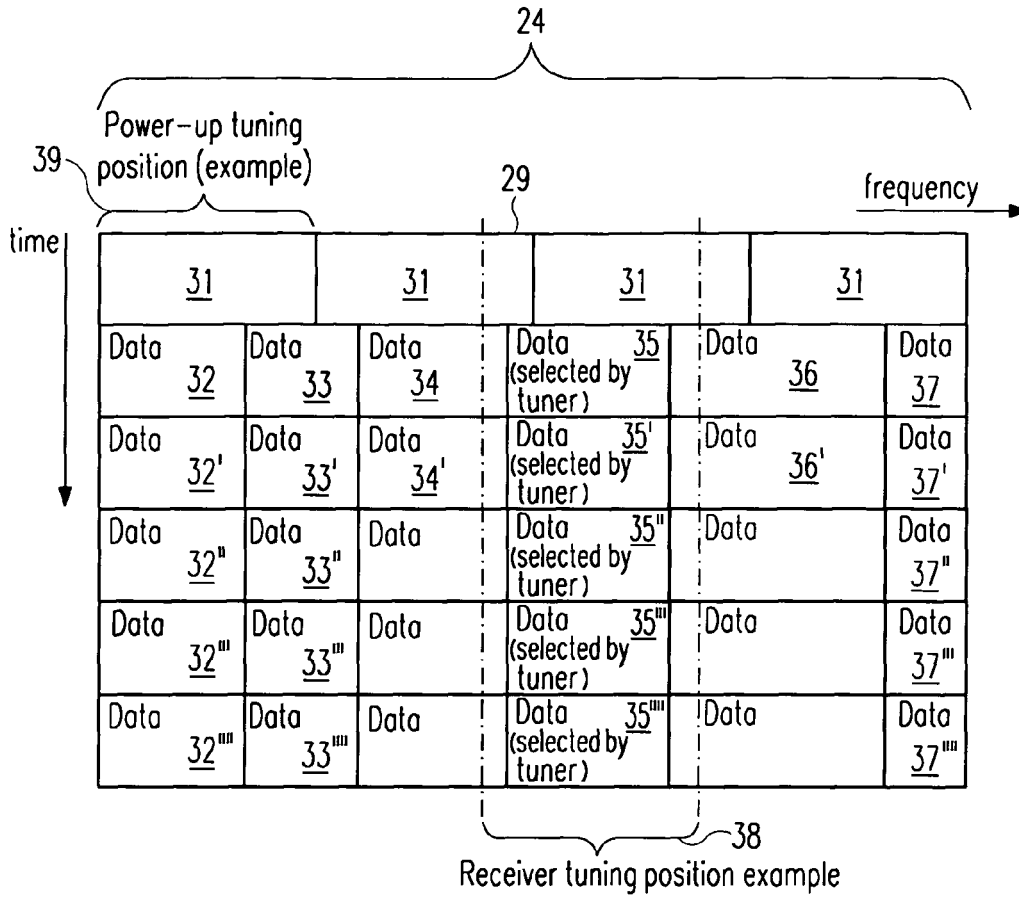 24
Power-up tuning
position (example)
39
29
frequency
time
31 31 31 31
Data 32 Data 33 Data 34 Data 35 Data 36 Data 37
(selected by
tuner)
Data 32' Data 33' Data 34' Data 35' Data 36' Data 37'
(selected by
tuner)
Data 32" Data 33" Data Data 35" Data Data 37"
(selected by
tuner)
Data 32''' Data 33''' Data Data 35'''' Data Data 37'''
(selected by
tuner)
Data 32'''' Data 33'''' Data Data 35'''' Data Data 37''''
(selected by
tuner)
38
Receiver tuning position example